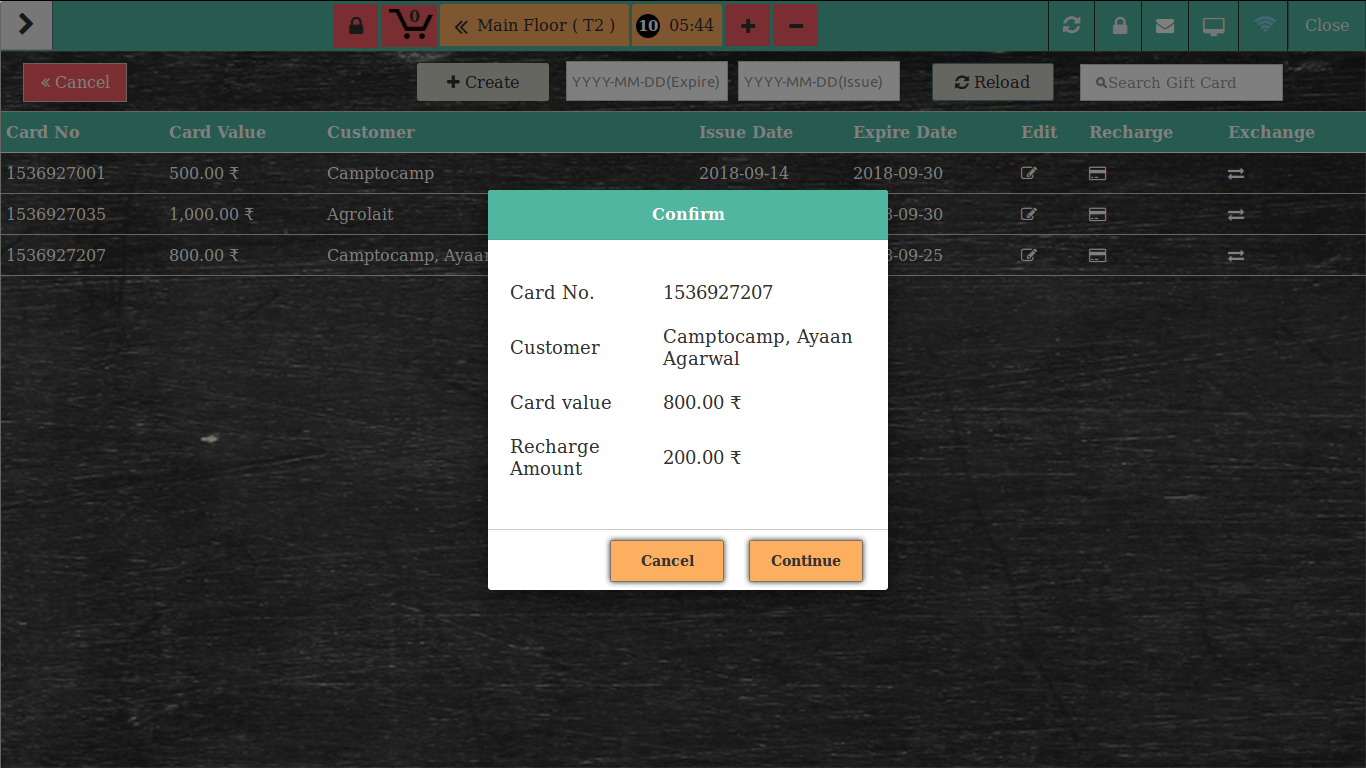 0 Main Floor ( T2 ) 10 05:44 Close
Cancel Create YYYY-MM-DD(Expire) YYYY-MM-DD(Issue) Reload Search Gift Card
Card No Card Value Customer Issue Date Expire Date Edit Recharge Exchange
1536927001 500.00 ₹ Camptocamp 2018-09-14 2018-09-30
1536927035 1,000.00 ₹ Agrolait -09-30
1536927207 800.00 ₹ Camptocamp, Ayaan -09-25
Confirm
Card No. 1536927207
Customer Camptocamp, Ayaan
Agarwal
Card value 800.00 ₹
Recharge
Amount 200.00 ₹
Cancel Continue